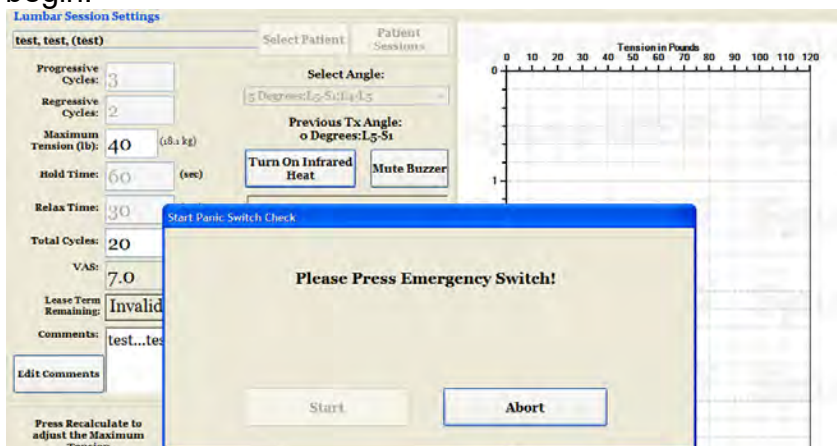 begin.
Lumbar Session Settings
test, test, (test)
Select Patient
Patient
Sessions
Progressive
Cycles:
3
Regressive
Cycles:
2
Maximum
Tension (lb):
40
(18.1 kg)
Hold Time:
60
(sec)
Relax Time:
30
Total Cycles:
20
VAS:
7.0
Lease Term
Remaining:
Invalid
Comments:
test...tes
Edit Comments
Press Recalculate to
adjust the Maximum
Tension
Select Angle:
5 Degrees:L5-S1;L4-L5
Previous Tx Angle:
0 Degrees:L5-S1
Turn On Infrared
Heat
Mute Buzzer
Start Panic Switch Check
Please Press Emergency Switch!
Start
Abort
Tension in Pounds
0 10 20 30 40 50 60 70 80 90 100 110 120
0
1